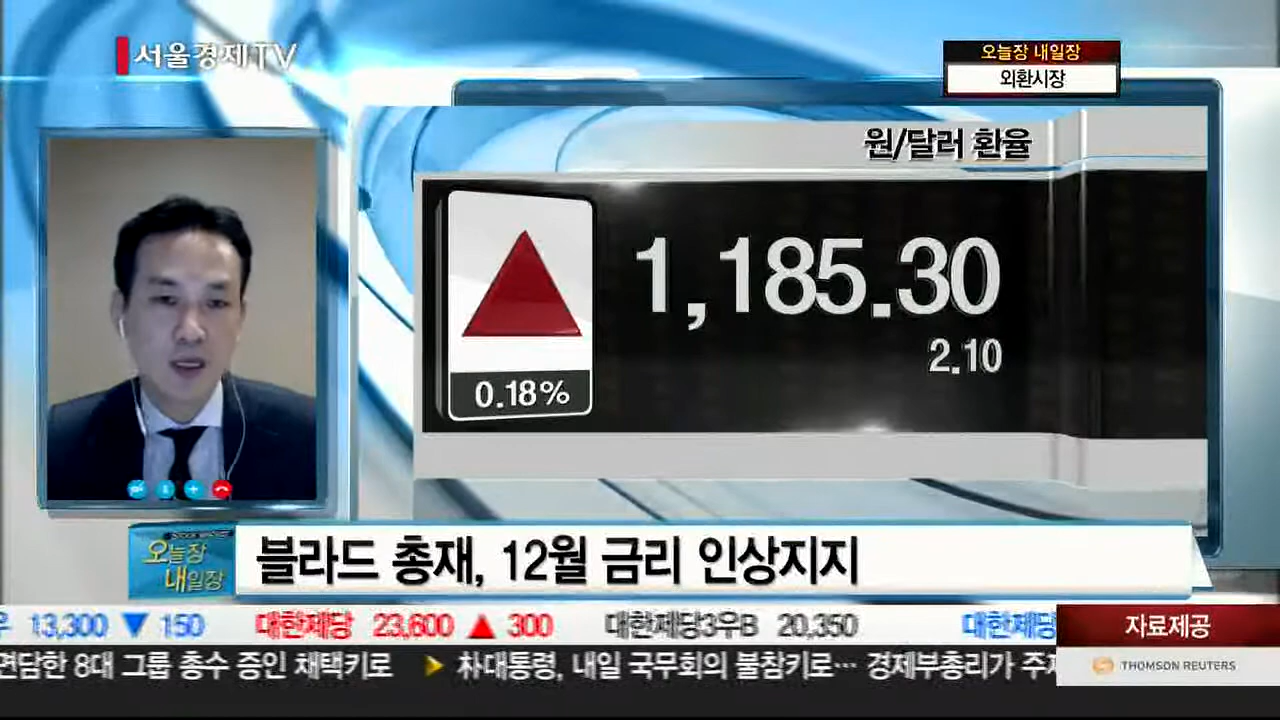 서울경제TV
오늘장 내일장
외환시장
원/달러 환율
1,185.30
2.10
0.18%
오늘장
내일장
블라드 총재, 12월 금리 인상지지
우 13,300 ▼ 150 대한제당 23,600 ▲ 300 대한제당3우B 20,350 대한제당
자료제공
면담한 8대 그룹 총수 증인 채택키로 ▶ 朴대통령, 내일 국무회의 불참키로… 경제부총리가 주재
THOMSON REUTERS